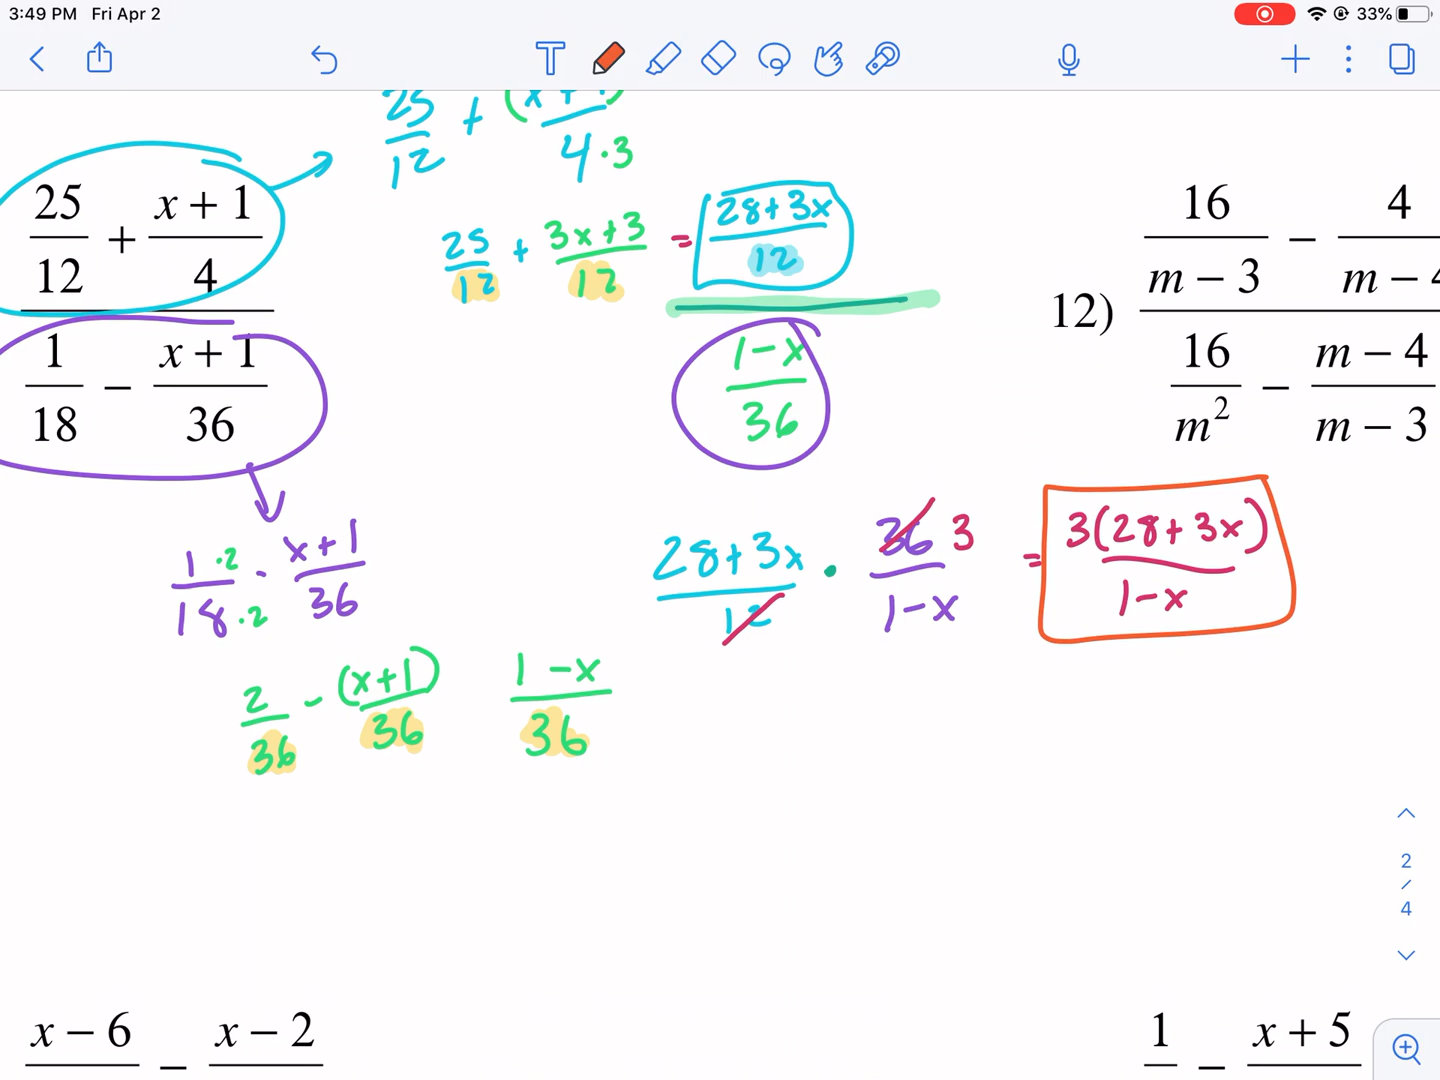 3:49 PM Fri Apr 2
33%
25/12 + (x+1)/4·3
(25/12 + (x + 1)/4) / (1/18 − (x + 1)/36)
25/12 + 3x+3/12 = 28+3x/12
1-x/36
12) (16/(m − 3) − 4/(m − 4) / (16/m² − (m − 4)/(m − 3)
1·2/18·2 - x+1/36
28+3x/12 · 36 3/1-x = 3(28+3x)/1-x
2/36 - (x+1)/36 1-x/36
2/4
x − 6 − x − 2
1 − x + 5